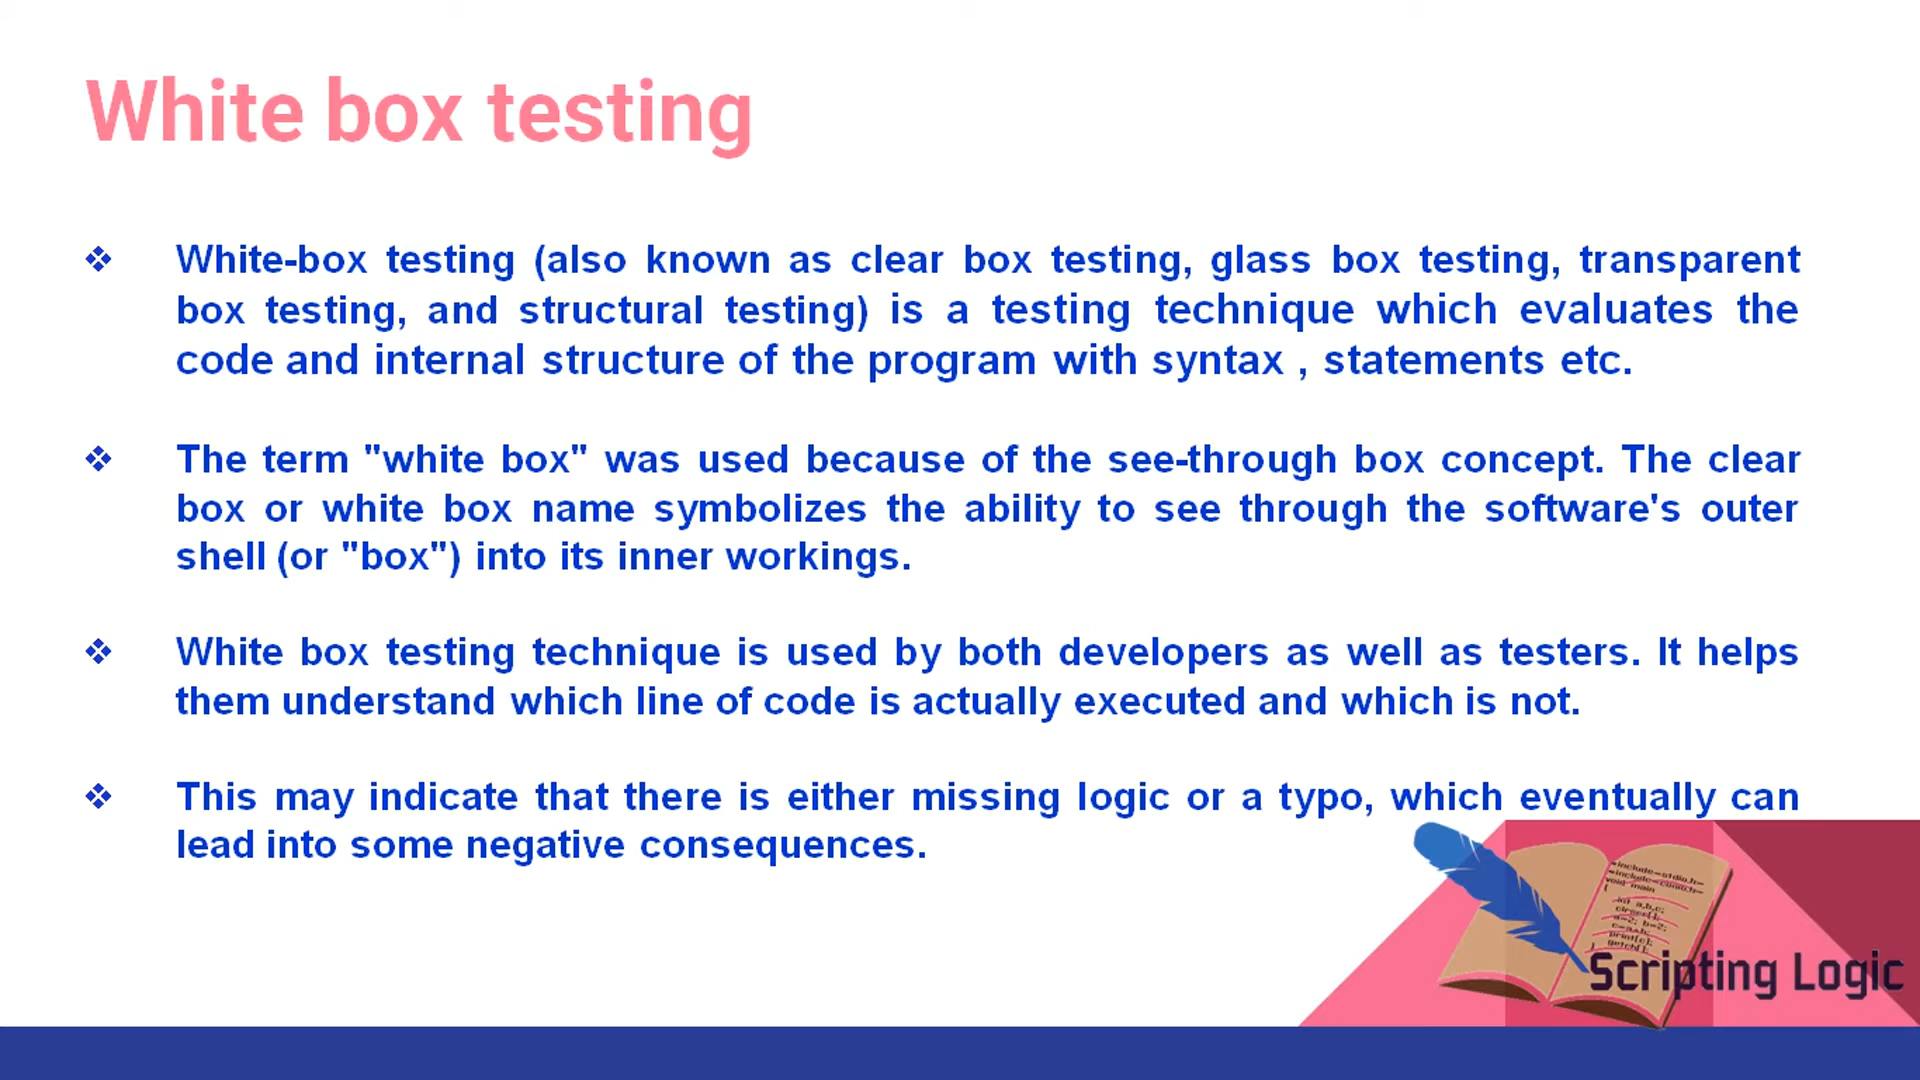 White box testing
White-box testing (also known as clear box testing, glass box testing, transparent
box testing, and structural testing) is a testing technique which evaluates the
code and internal structure of the program with syntax , statements etc.
The term "white box" was used because of the see-through box concept. The clear
box or white box name symbolizes the ability to see through the software's outer
shell (or "box") into its inner workings.
White box testing technique is used by both developers as well as testers. It helps
them understand which line of code is actually executed and which is not.
This may indicate that there is either missing logic or a typo, which eventually can
lead into some negative consequences.
void main
{
int a,b,c;
a=2; b=2;
c=a+b;
Scripting Logic